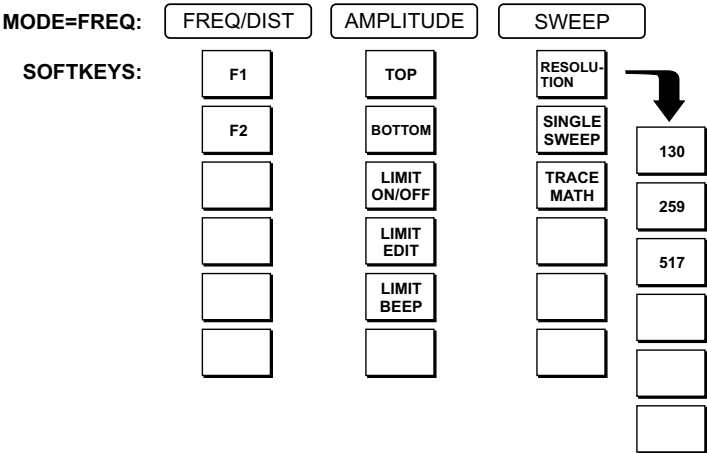 MODE=FREQ: FREQ/DIST AMPLITUDE SWEEP
SOFTKEYS:
F1
F2
TOP
BOTTOM
LIMIT
ON/OFF
LIMIT
EDIT
LIMIT
BEEP
RESOLU-
TION
SINGLE
SWEEP
TRACE
MATH
130
259
517